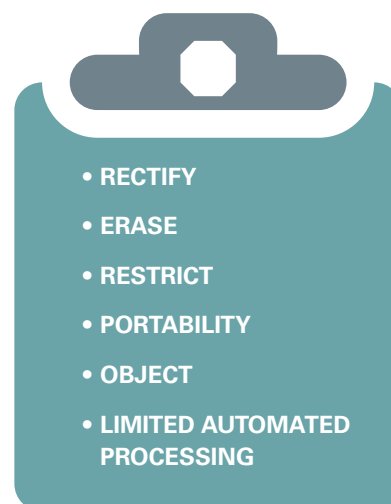 • RECTIFY
• ERASE
• RESTRICT
• PORTABILITY
• OBJECT
• LIMITED AUTOMATED
PROCESSING